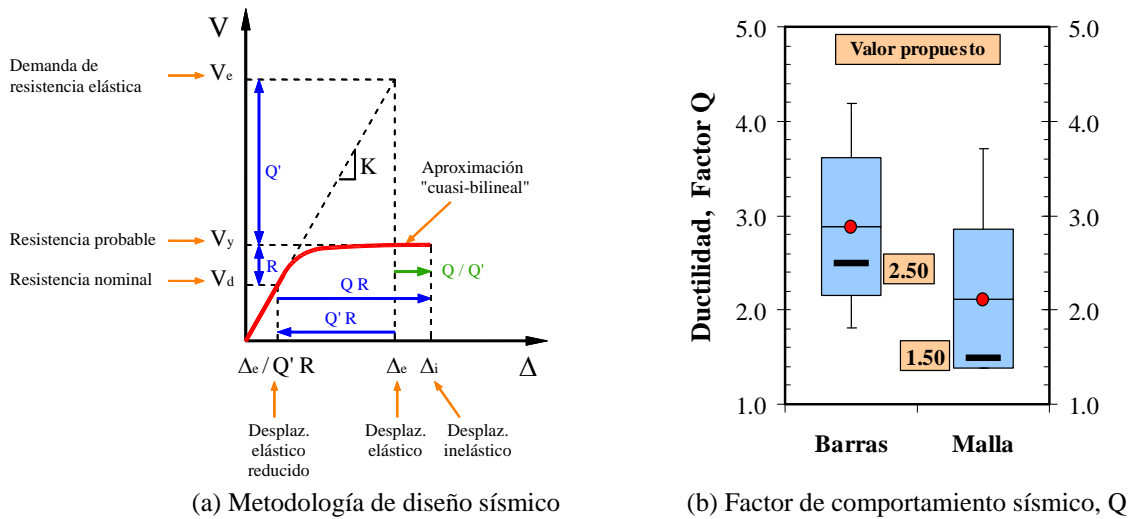 V
Demanda de
resistencia elástica
Ve
Q'
K
Aproximación
"cuasi-bilineal"
Resistencia probable
Vy
R
Q / Q'
Resistencia nominal
Vd
Q R
Q' R
Δe / Q' R
Δe
Δi
Δ
Desplaz.
elástico
reducido
Desplaz.
elástico
Desplaz.
inelástico
(a) Metodología de diseño sísmico
Ductilidad, Factor Q
5.0
4.0
3.0
2.0
1.0
Valor propuesto
2.50
1.50
5.0
4.0
3.0
2.0
1.0
Barras
Malla
(b) Factor de comportamiento sísmico, Q